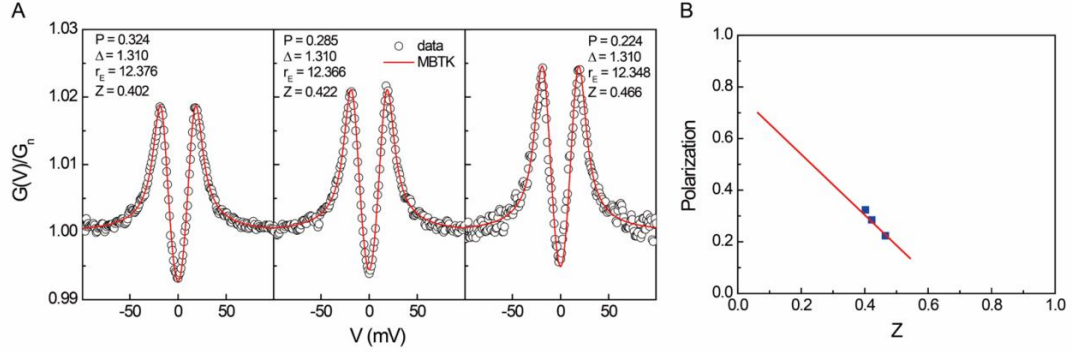 A
B
1.03
1.02
1.01
1.00
0.99
G(V)/Gn
P = 0.324
Δ = 1.310
rE = 12.376
Z = 0.402
P = 0.285
Δ = 1.310
rE = 12.366
Z = 0.422
data
MBTK
P = 0.224
Δ = 1.310
rE = 12.348
Z = 0.466
-50 0 50 -50 0 50 -50 0 50
V (mV)
1.0
0.8
0.6
0.4
0.2
0.0
Polarization
0.0 0.2 0.4 0.6 0.8 1.0
Z